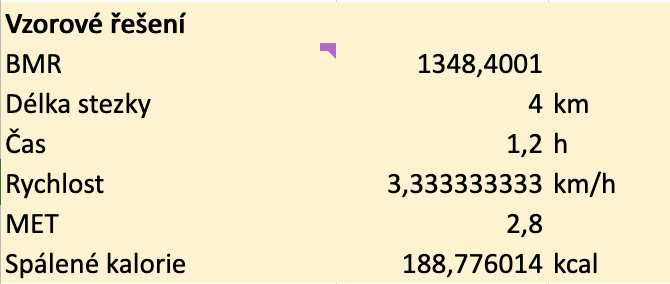 Vzorové řešení
BMR 1348,4001
Délka stezky 4 km
Čas 1,2 h
Rychlost 3,333333333 km/h
MET 2,8
Spálené kalorie 188,776014 kcal